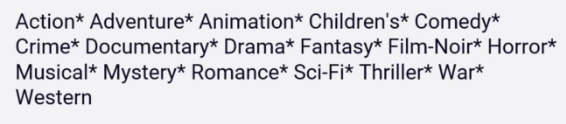 Action* Adventure* Animation* Children's* Comedy*
Crime* Documentary* Drama* Fantasy* Film-Noir* Horror*
Musical* Mystery* Romance* Sci-Fi* Thriller* War*
Western